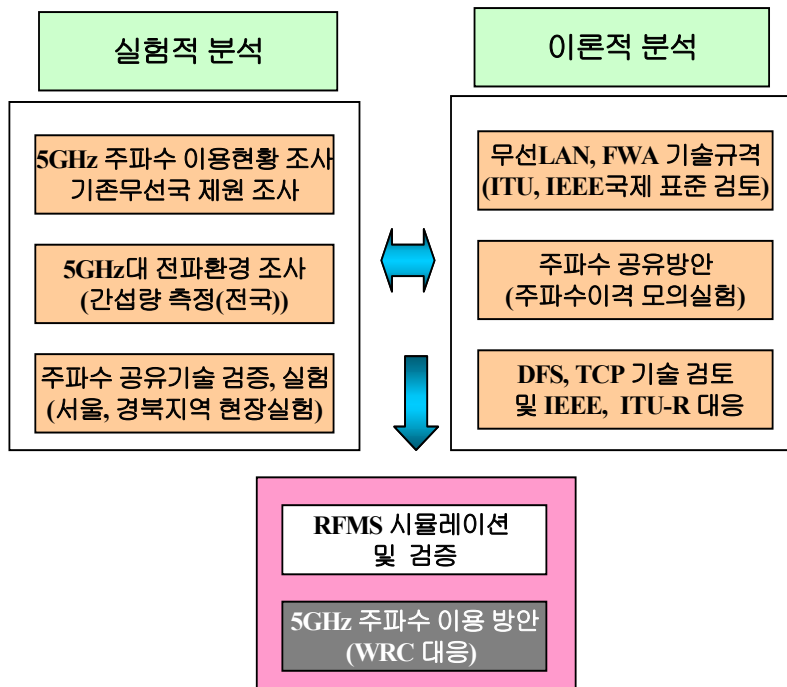 실험적 분석
5GHz 주파수 이용현황 조사
기존무선국 제원 조사
5GHz대 전파환경 조사
(간섭량 측정(전국))
주파수 공유기술 검증, 실험
(서울, 경북지역 현장실험)
이론적 분석
무선LAN, FWA 기술규격
(ITU, IEEE국제 표준 검토)
주파수 공유방안
(주파수이격 모의실험)
DFS, TCP 기술 검토
및 IEEE, ITU-R 대응
RFMS 시뮬레이션
및 검증
5GHz 주파수 이용 방안
(WRC 대응)